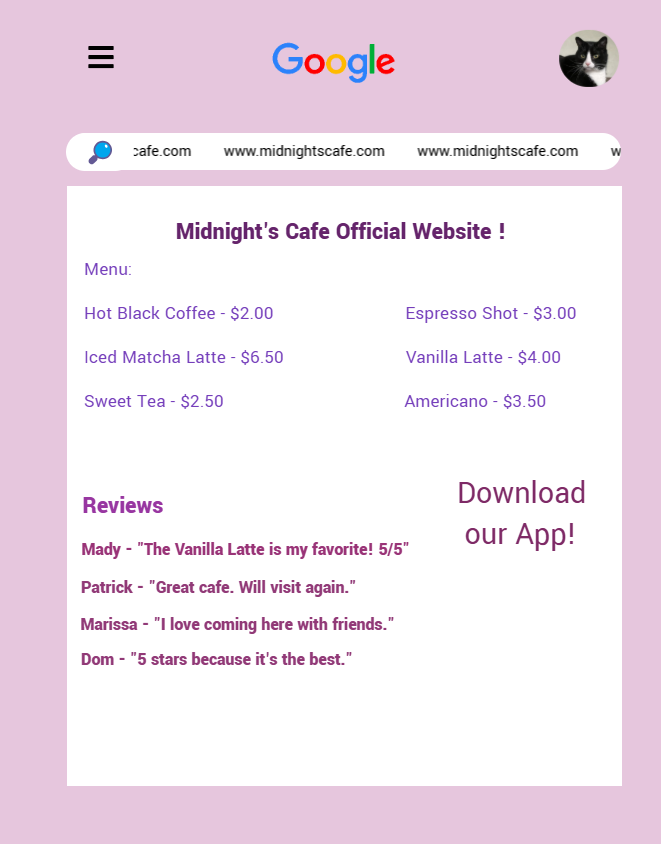 Google
cafe.com www.midnightscafe.com www.midnightscafe.com w
Midnight's Cafe Official Website !
Menu:
Hot Black Coffee - $2.00 Espresso Shot - $3.00
Iced Matcha Latte - $6.50 Vanilla Latte - $4.00
Sweet Tea - $2.50 Americano - $3.50
Reviews
Download
our App!
Mady - "The Vanilla Latte is my favorite! 5/5"
Patrick - "Great cafe. Will visit again."
Marissa - "I love coming here with friends."
Dom - "5 stars because it's the best."